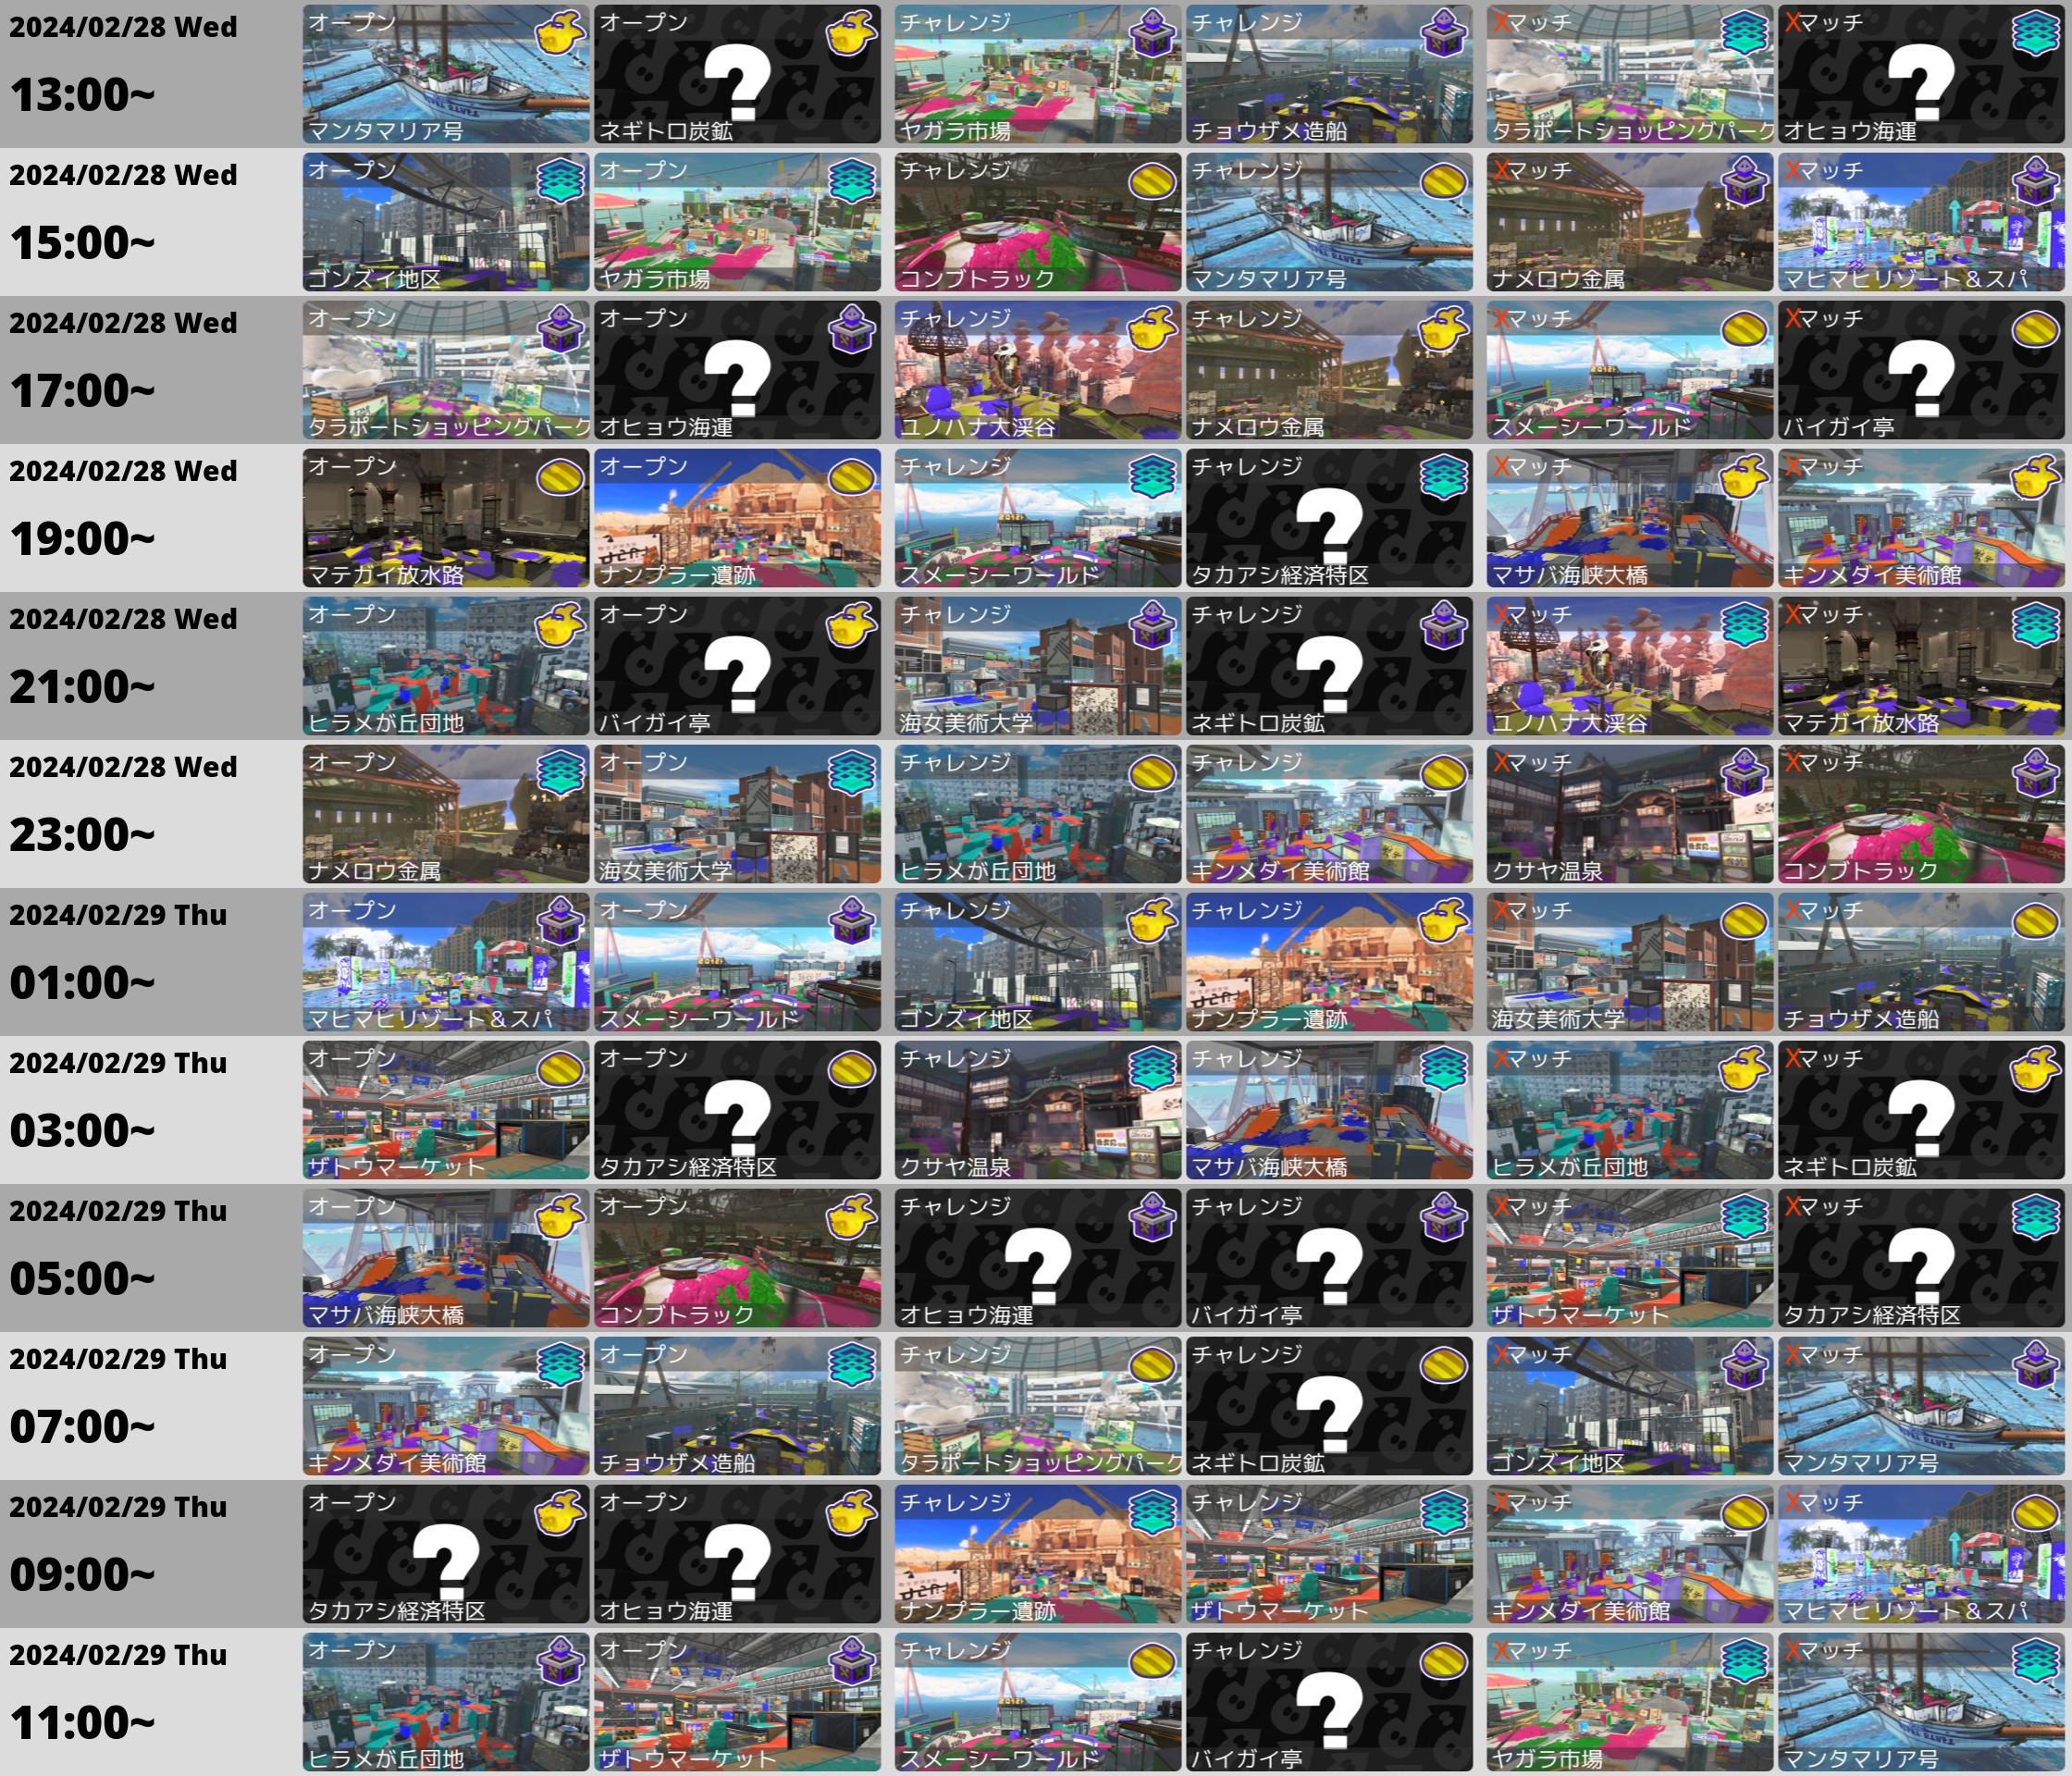 2024/02/28 Wed
13:00~
オープン
マンタマリア号
オープン
ネギトロ炭鉱
チャレンジ
ヤガラ市場
チャレンジ
チョウザメ造船
Xマッチ
タラポートショッピングパーク
Xマッチ
オヒョウ海運
2024/02/28 Wed
15:00~
オープン
ゴンズイ地区
オープン
ヤガラ市場
チャレンジ
コンブトラック
チャレンジ
マンタマリア号
Xマッチ
ナメロウ金属
Xマッチ
マヒマヒリゾート&スパ
2024/02/28 Wed
17:00~
オープン
タラポートショッピングパーク
オープン
オヒョウ海運
チャレンジ
ユノハナ大渓谷
チャレンジ
ナメロウ金属
Xマッチ
スメーシーワールド
Xマッチ
バイガイ亭
2024/02/28 Wed
19:00~
オープン
マテガイ放水路
オープン
ナンプラー遺跡
チャレンジ
スメーシーワールド
チャレンジ
タカアシ経済特区
Xマッチ
マサバ海峡大橋
Xマッチ
キンメダイ美術館
2024/02/28 Wed
21:00~
オープン
ヒラメが丘団地
オープン
バイガイ亭
チャレンジ
海女美術大学
チャレンジ
ネギトロ炭鉱
Xマッチ
ユノハナ大渓谷
Xマッチ
マテガイ放水路
2024/02/28 Wed
23:00~
オープン
ナメロウ金属
オープン
海女美術大学
チャレンジ
ヒラメが丘団地
チャレンジ
キンメダイ美術館
Xマッチ
クサヤ温泉
Xマッチ
コンブトラック
2024/02/29 Thu
01:00~
オープン
マヒマヒリゾート&スパ
オープン
スメーシーワールド
チャレンジ
ゴンズイ地区
チャレンジ
ナンプラー遺跡
Xマッチ
海女美術大学
Xマッチ
チョウザメ造船
2024/02/29 Thu
03:00~
オープン
ザトウマーケット
オープン
タカアシ経済特区
チャレンジ
クサヤ温泉
チャレンジ
マサバ海峡大橋
Xマッチ
ヒラメが丘団地
Xマッチ
ネギトロ炭鉱
2024/02/29 Thu
05:00~
オープン
マサバ海峡大橋
オープン
コンブトラック
チャレンジ
オヒョウ海運
チャレンジ
バイガイ亭
Xマッチ
ザトウマーケット
Xマッチ
タカアシ経済特区
2024/02/29 Thu
07:00~
オープン
キンメダイ美術館
オープン
チョウザメ造船
チャレンジ
タラポートショッピングパーク
チャレンジ
ネギトロ炭鉱
Xマッチ
ゴンズイ地区
Xマッチ
マンタマリア号
2024/02/29 Thu
09:00~
オープン
タカアシ経済特区
オープン
オヒョウ海運
チャレンジ
ナンプラー遺跡
チャレンジ
ザトウマーケット
Xマッチ
キンメダイ美術館
Xマッチ
マヒマヒリゾート&スパ
2024/02/29 Thu
11:00~
オープン
ヒラメが丘団地
オープン
ザトウマーケット
チャレンジ
スメーシーワールド
チャレンジ
バイガイ亭
Xマッチ
ヤガラ市場
Xマッチ
マンタマリア号